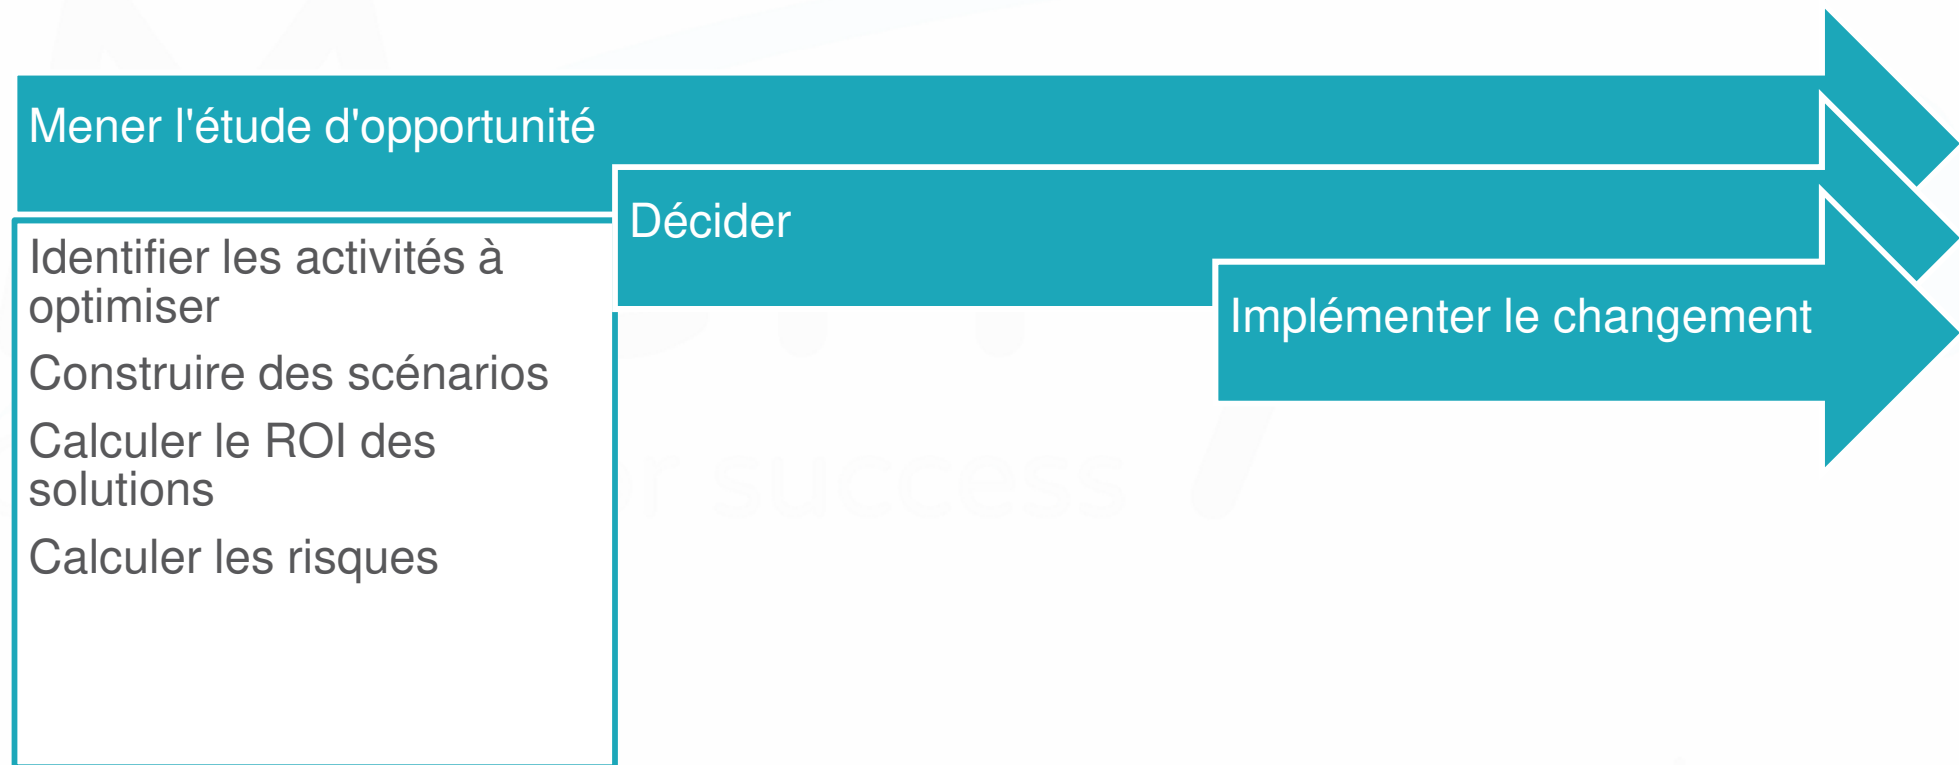 Mener l'étude d'opportunité
Décider
Implémenter le changement
Identifier les activités à
optimiser
Construire des scénarios
Calculer le ROI des
solutions
Calculer les risques
r success